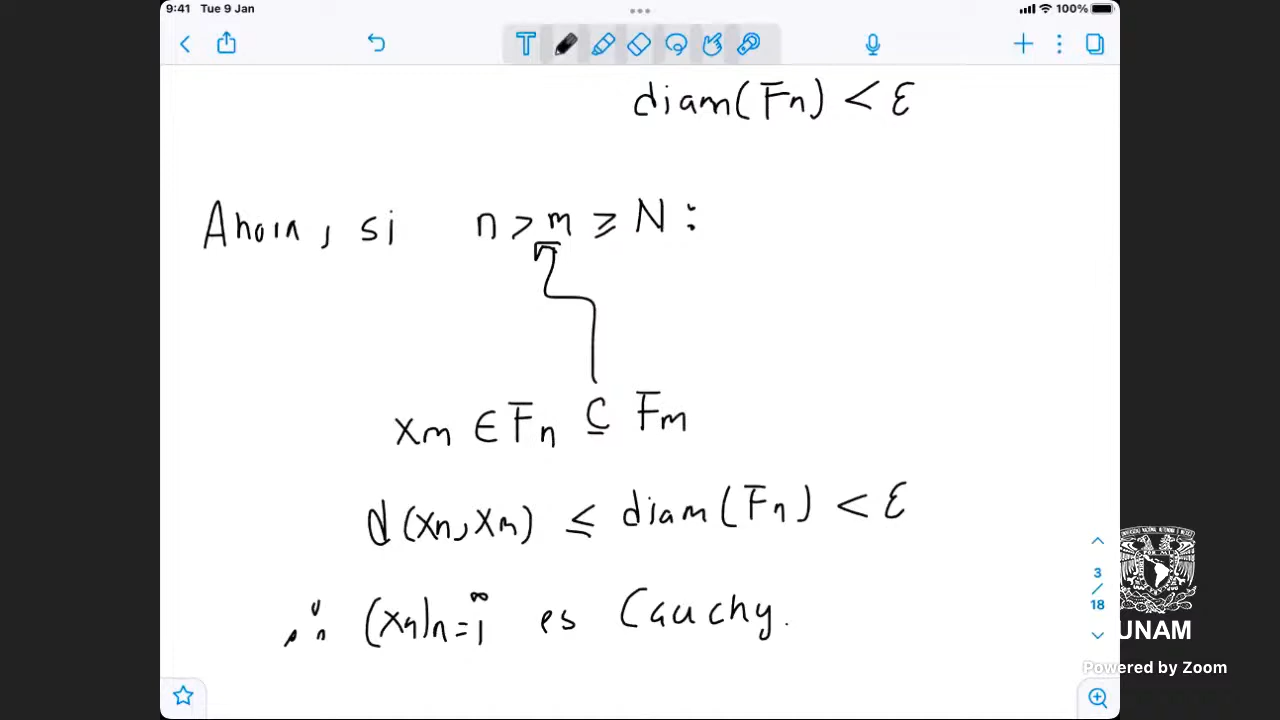 9:41 Tue 9 Jan
100%
diam(Fn) < ε
Ahora, si n > m ≥ N :
xm ∈ Fn ⊆ Fm
d(xn, xm) ≤ diam(Fn) < ε
∴ (xn)n=1^∞ es Cauchy.
3
/
18
UNAM
Powered by Zoom